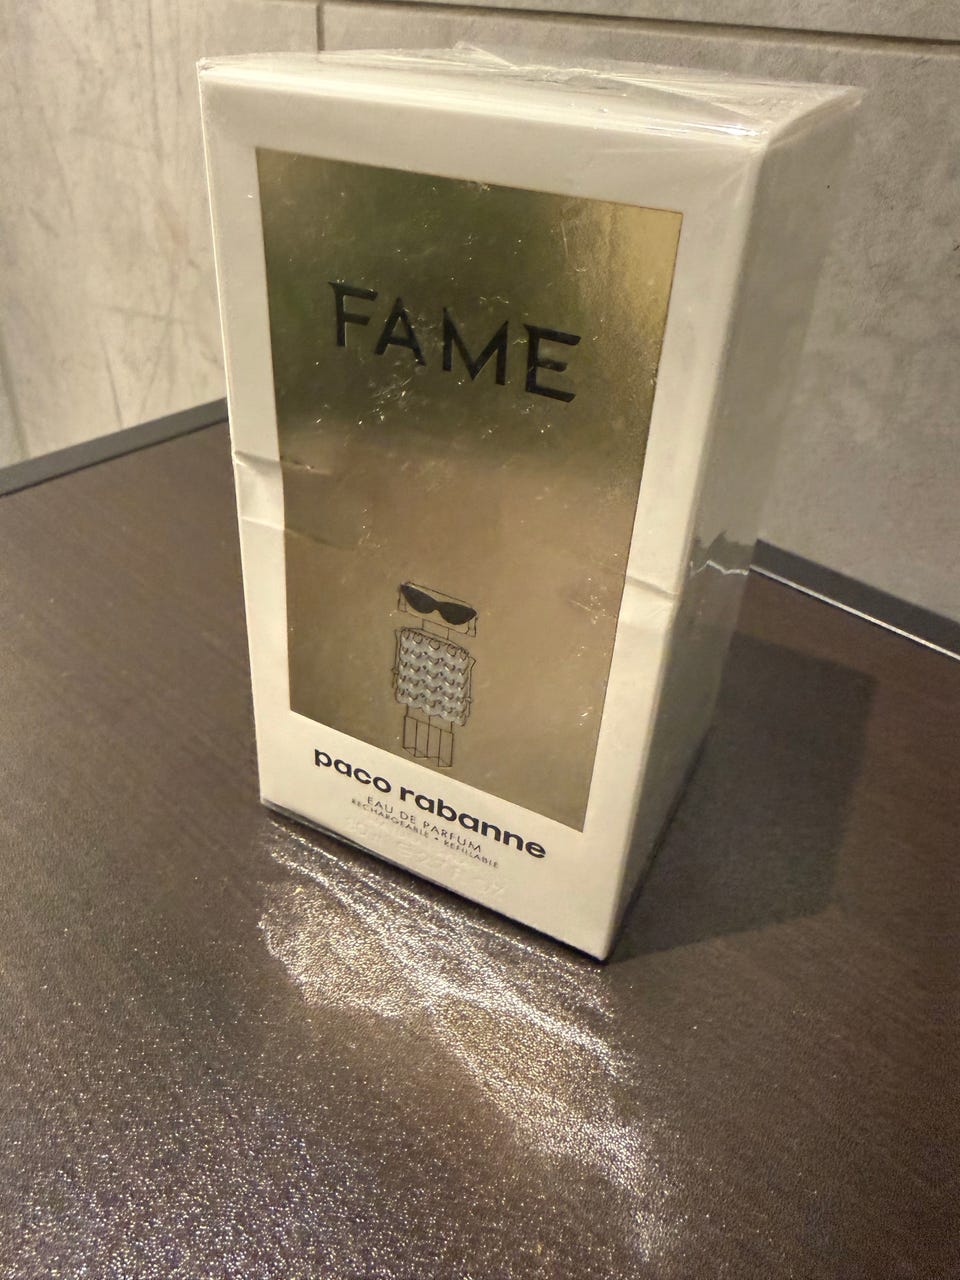 FAME
paco rabanne
EAU DE PARFUM
RECHARGEABLE • REFILLABLE